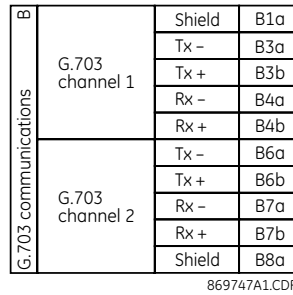 B
G.703 communications
G.703
channel 1
Shield B1a
Tx – B3a
Tx + B3b
Rx – B4a
Rx + B4b
G.703
channel 2
Tx – B6a
Tx + B6b
Rx – B7a
Rx + B7b
Shield B8a
869747A1.CDR